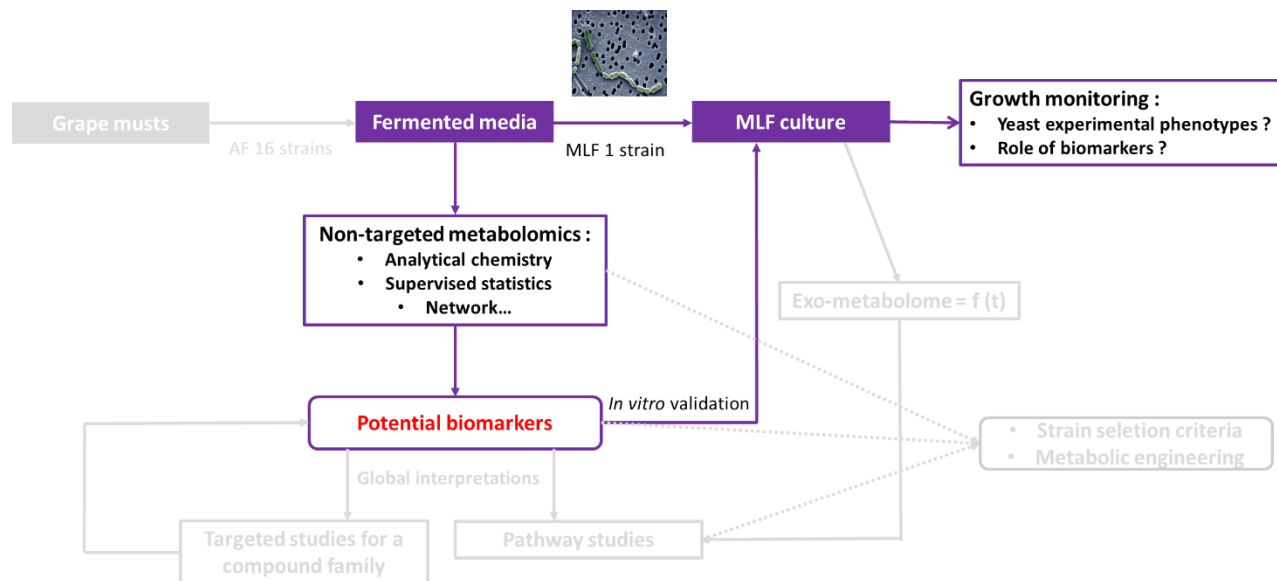 Grape musts
AF 16 strains
Fermented media
MLF 1 strain
MLF culture
Growth monitoring :
• Yeast experimental phenotypes ?
• Role of biomarkers ?
Non-targeted metabolomics :
• Analytical chemistry
• Supervised statistics
• Network…
Exo-metabolome = f (t)
Potential biomarkers
In vitro validation
• Strain seletion criteria
• Metabolic engineering
Global interpretations
Targeted studies for a
compound family
Pathway studies